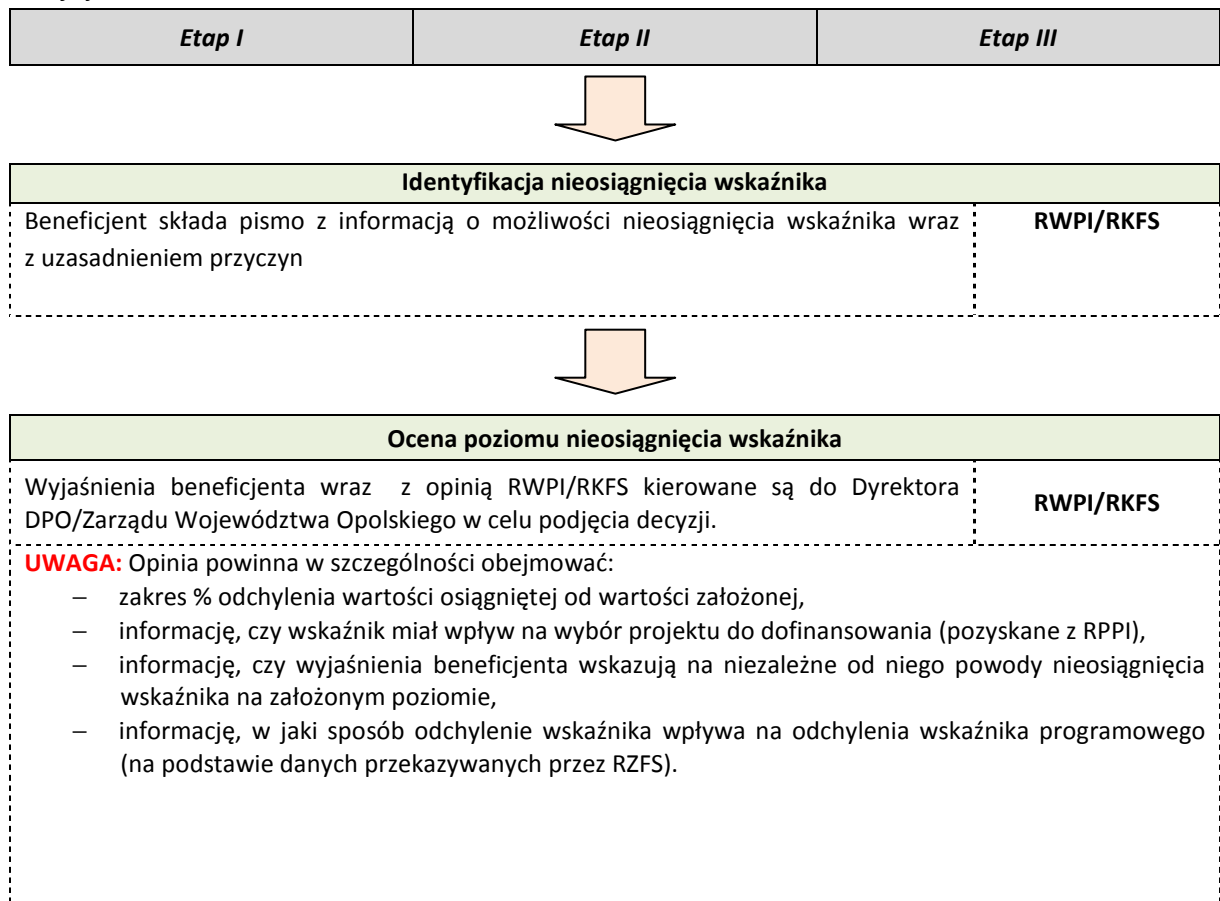 Etap I Etap II Etap III
Identyfikacja nieosiągnięcia wskaźnika
Beneficjent składa pismo z informacją o możliwości nieosiągnięcia wskaźnika wraz RWPI/RKFS
z uzasadnieniem przyczyn
Ocena poziomu nieosiągnięcia wskaźnika
Wyjaśnienia beneficjenta wraz z opinią RWPI/RKFS kierowane są do Dyrektora
DPO/Zarządu Województwa Opolskiego w celu podjęcia decyzji.
RWPI/RKFS
UWAGA: Opinia powinna w szczególności obejmować:
– zakres % odchylenia wartości osiągniętej od wartości założonej,
– informację, czy wskaźnik miał wpływ na wybór projektu do dofinansowania (pozyskane z RPPI),
– informację, czy wyjaśnienia beneficjenta wskazują na niezależne od niego powody nieosiągnięcia
wskaźnika na założonym poziomie,
– informację, w jaki sposób odchylenie wskaźnika wpływa na odchylenia wskaźnika programowego
(na podstawie danych przekazywanych przez RZFS).